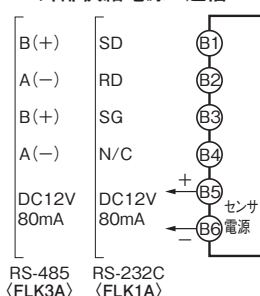 B(+) SD B1
A(−) RD B2
B(+) SG B3
A(−) N/C B4
DC12V DC12V + B5 センサ
80mA 80mA − B6 電源
RS-485 RS-232C
〈FLK3A〉 〈FLK1A〉